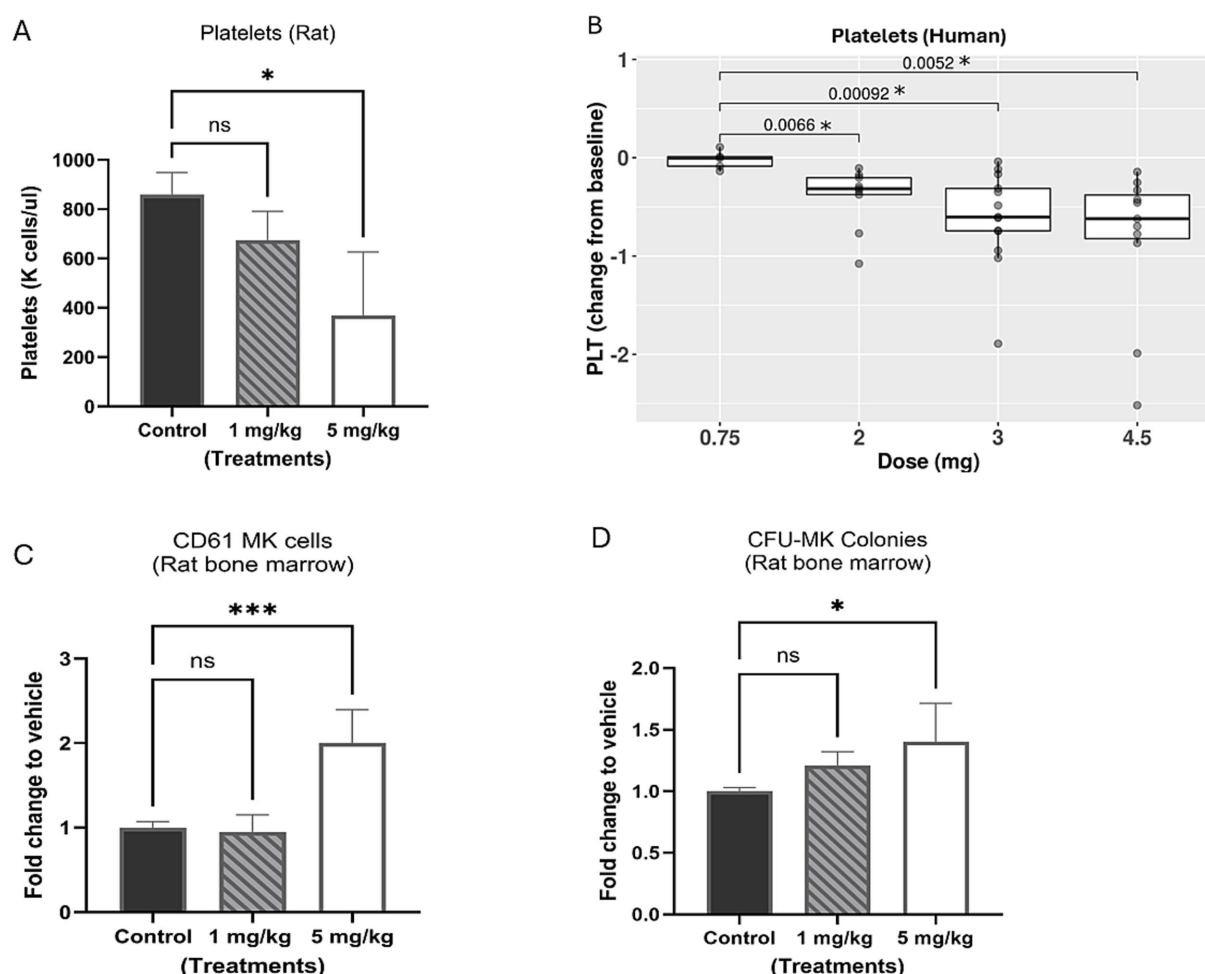 A
Platelets (Rat)
*
ns
Platelets (K cells/ul)
1000
800
600
400
200
0
Control 1 mg/kg 5 mg/kg
(Treatments)
B
Platelets (Human)
0.0052 *
0.00092 *
0.0066 *
PLT (change from baseline)
1
0
-1
-2
0.75 2 3 4.5
Dose (mg)
C
CD61 MK cells
(Rat bone marrow)
***
ns
Fold change to vehicle
3
2
1
0
Control 1 mg/kg 5 mg/kg
(Treatments)
D
CFU-MK Colonies
(Rat bone marrow)
*
ns
Fold change to vehicle
2.0
1.5
1.0
0.5
0.0
Control 1 mg/kg 5 mg/kg
(Treatments)